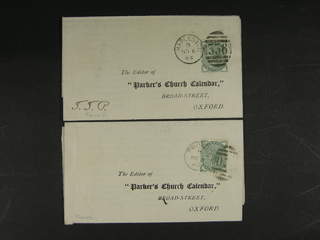 The Editor of
"Parker's Church Calendar,"
BROAD-STREET,
OXFORD.
J.J.P.
The Editor of
"Parker's Church Calendar,"
BROAD-STREET,
OXFORD.